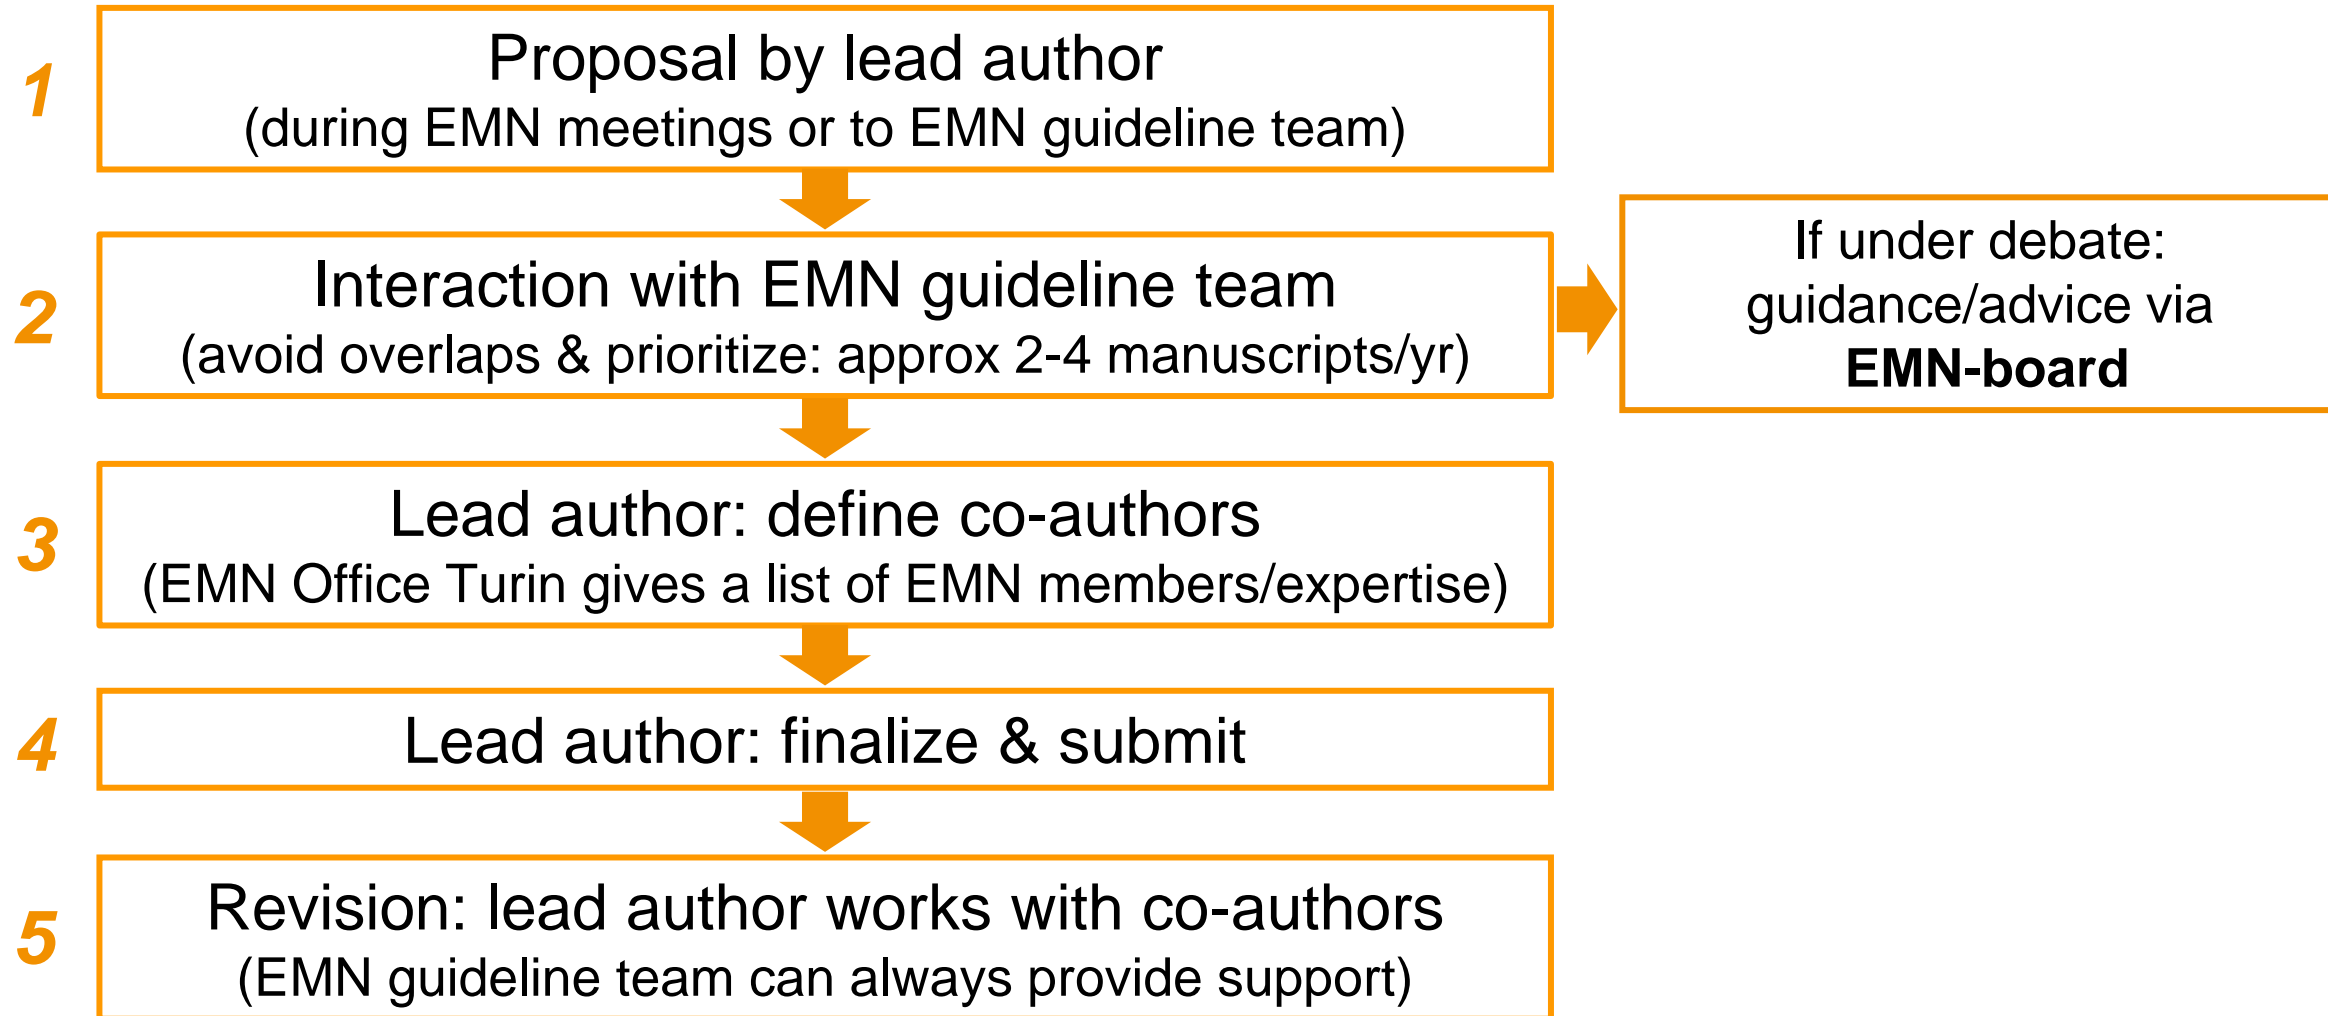 1
Proposal by lead author
(during EMN meetings or to EMN guideline team)
2
Interaction with EMN guideline team
(avoid overlaps & prioritize: approx 2-4 manuscripts/yr)
If under debate:
guidance/advice via
EMN-board
3
Lead author: define co-authors
(EMN Office Turin gives a list of EMN members/expertise)
4
Lead author: finalize & submit
5
Revision: lead author works with co-authors
(EMN guideline team can always provide support)